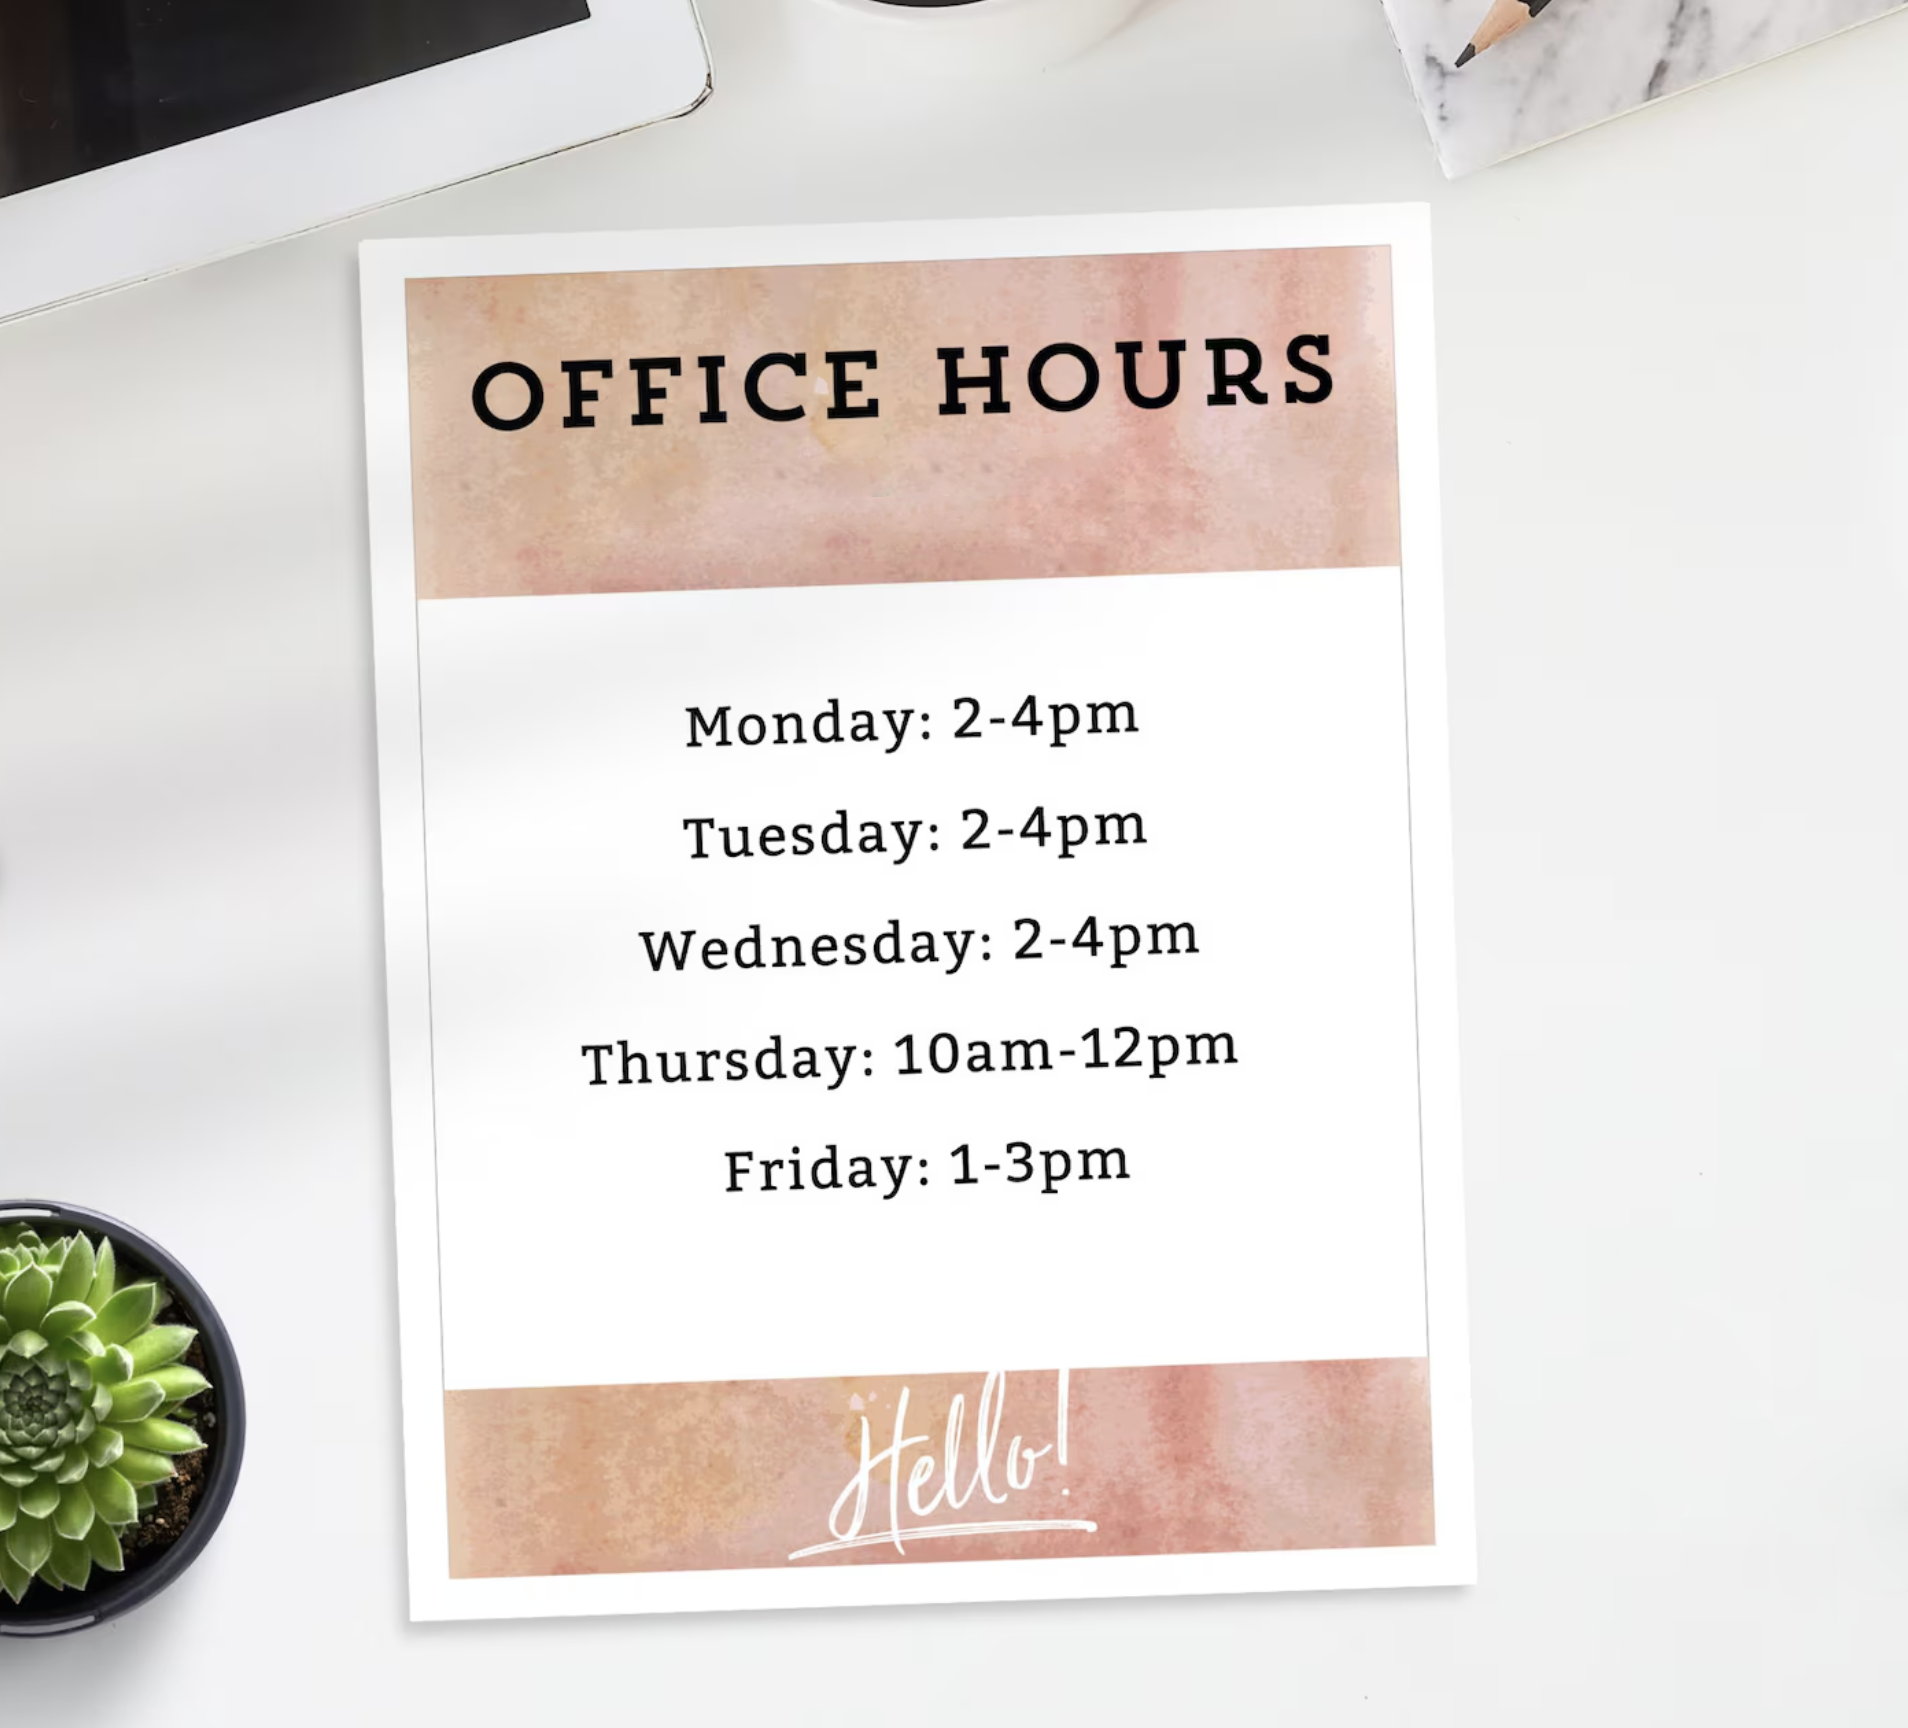 OFFICE HOURS
Monday: 2-4pm
Tuesday: 2-4pm
Wednesday: 2-4pm
Thursday: 10am-12pm
Friday: 1-3pm
Hello!